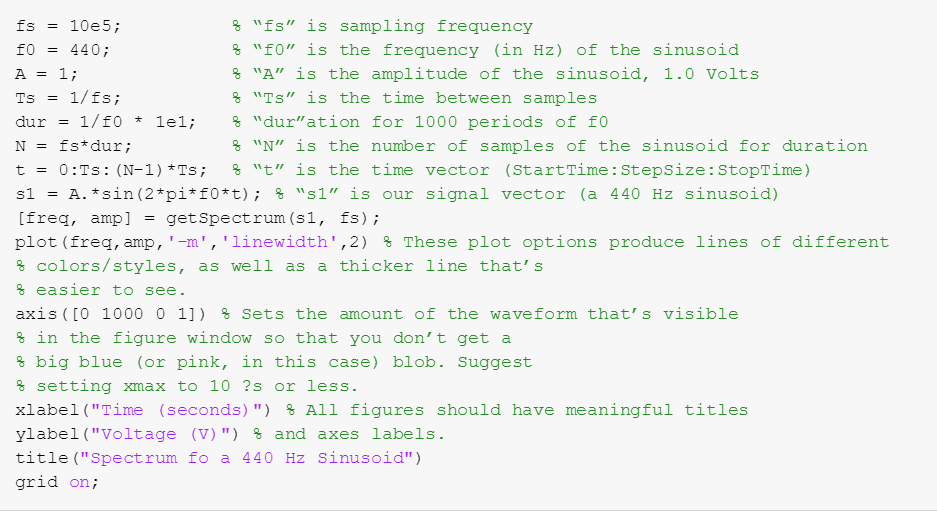 fs = 10e5; % “fs” is sampling frequency
f0 = 440; % “f0” is the frequency (in Hz) of the sinusoid
A = 1; % “A” is the amplitude of the sinusoid, 1.0 Volts
Ts = 1/fs; % “Ts” is the time between samples
dur = 1/f0 * 1e1; % “dur”ation for 1000 periods of f0
N = fs*dur; % “N” is the number of samples of the sinusoid for duration
t = 0:Ts:(N-1)*Ts; % “t” is the time vector (StartTime:StepSize:StopTime)
s1 = A.*sin(2*pi*f0*t); % “s1” is our signal vector (a 440 Hz sinusoid)
[freq, amp] = getSpectrum(s1, fs);
plot(freq,amp,'-m','linewidth',2) % These plot options produce lines of different
% colors/styles, as well as a thicker line that’s
% easier to see.
axis([0 1000 0 1]) % Sets the amount of the waveform that’s visible
% in the figure window so that you don’t get a
% big blue (or pink, in this case) blob. Suggest
% setting xmax to 10 ?s or less.
xlabel("Time (seconds)") % All figures should have meaningful titles
ylabel("Voltage (V)") % and axes labels.
title("Spectrum fo a 440 Hz Sinusoid")
grid on;